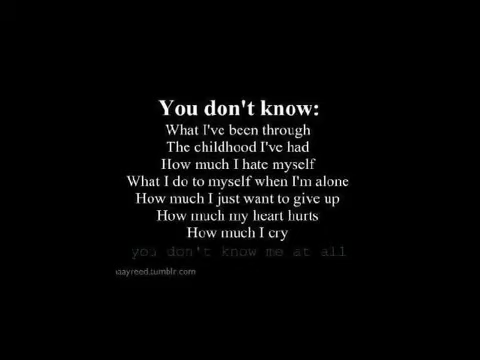 You don't know:
What I've been through
The childhood I've had
How much I hate myself
What I do to myself when I'm alone
How much I just want to give up
How much my heart hurts
How much I cry
you don't know me at all